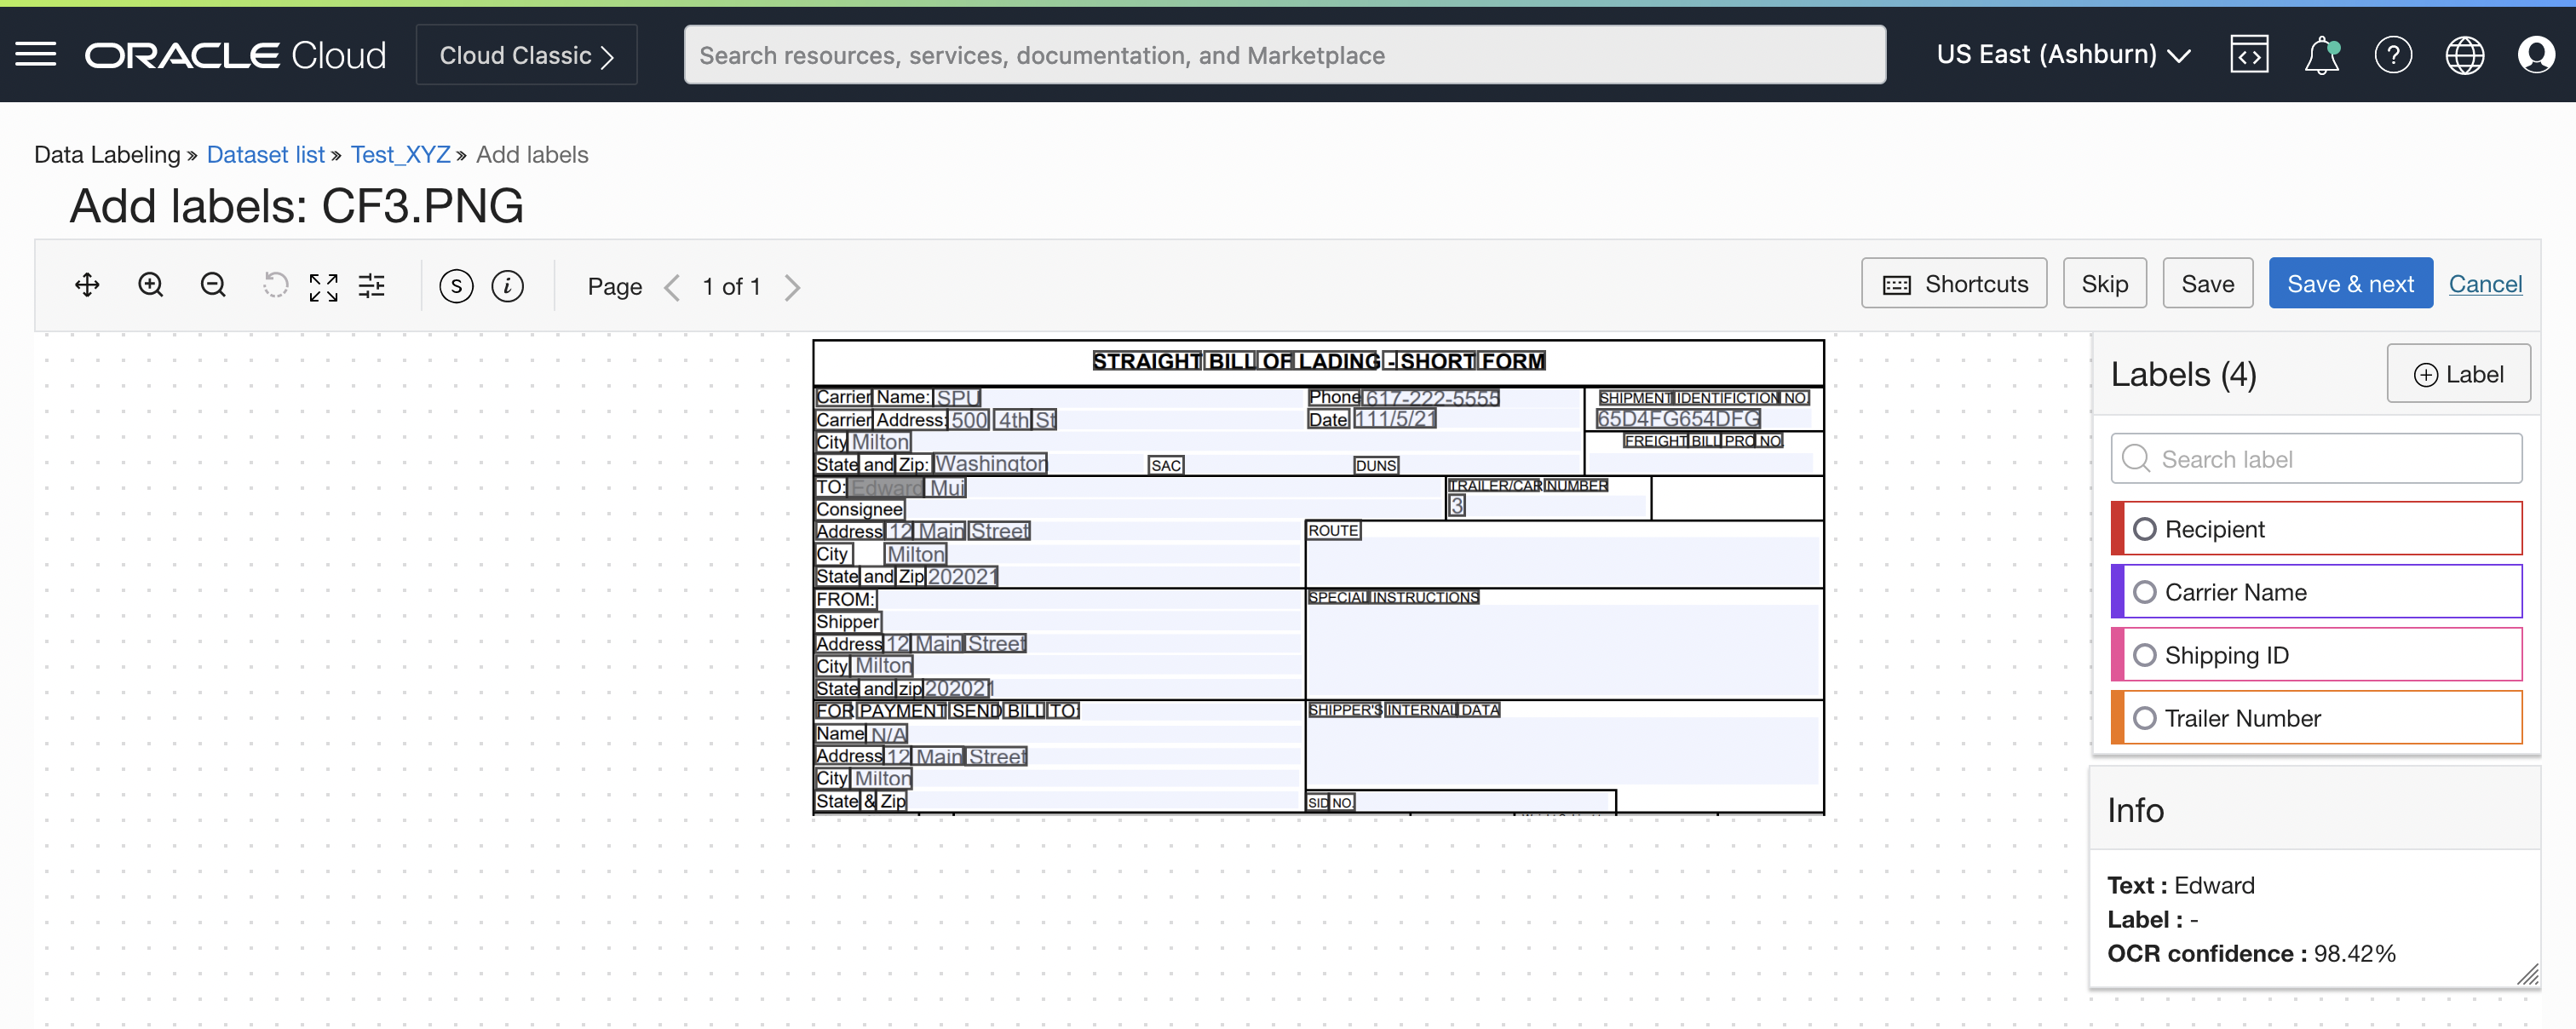 ORACLE Cloud
Cloud Classic >
Search resources, services, documentation, and Marketplace
US East (Ashburn)
Data Labeling » Dataset list » Test_XYZ » Add labels
Add labels: CF3.PNG
S i Page < 1 of 1 >
Shortcuts Skip Save Save & next Cancel
STRAIGHT BILL OF LADING - SHORT FORM
Carrier Name: SPU Phone 617-222-5555 SHIPMENT IDENTIFICTION NO.
Carrier Address: 500 4th St Date 111/5/21 65D4FG654DFG
City Milton FREIGHT BILL PRO NO.
State and Zip: Washington SAC DUNS
TO: Edward Mui TRAILER/CAR NUMBER
Consignee 3
Address 12 Main Street ROUTE
City Milton
State and Zip 202021
FROM: SPECIAL INSTRUCTIONS
Shipper
Address 12 Main Street
City Milton
State and zip 202021
FOR PAYMENT SEND BILL TO: SHIPPER'S INTERNAL DATA
Name N/A
Address 12 Main Street
City Milton
State & Zip SID NO.
Labels (4)
+ Label
Search label
Recipient
Carrier Name
Shipping ID
Trailer Number
Info
Text : Edward
Label : -
OCR confidence : 98.42%